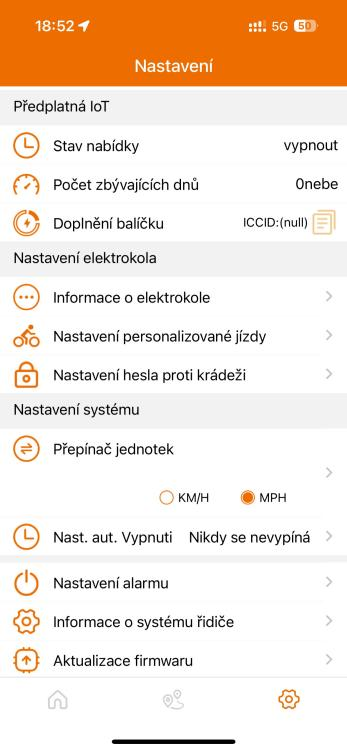 18:52 5G 50
Nastavení
Předplatná IoT
Stav nabídky vypnout
Počet zbývajících dnů 0nebe
Doplnění balíčku ICCID:(null)
Nastavení elektrokola
Informace o elektrokole
Nastavení personalizované jízdy
Nastavení hesla proti krádeži
Nastavení systému
Přepínač jednotek
KM/H MPH
Nast. aut. Vypnuti Nikdy se nevypíná
Nastavení alarmu
Informace o systému řidiče
Aktualizace firmwaru